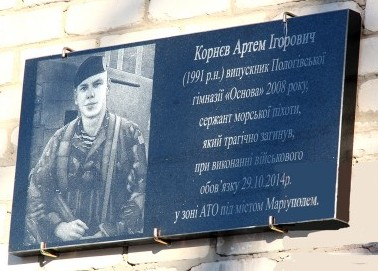 Корнєв Артем Ігорович
(1991 р.н.) випускник Пологівської
гімназії «Основа» 2008 року,
сержант морської піхоти,
який трагічно загинув,
при виконанні військового
обов'язку 29.10.2014р.
у зоні АТО під містом Маріуполем.